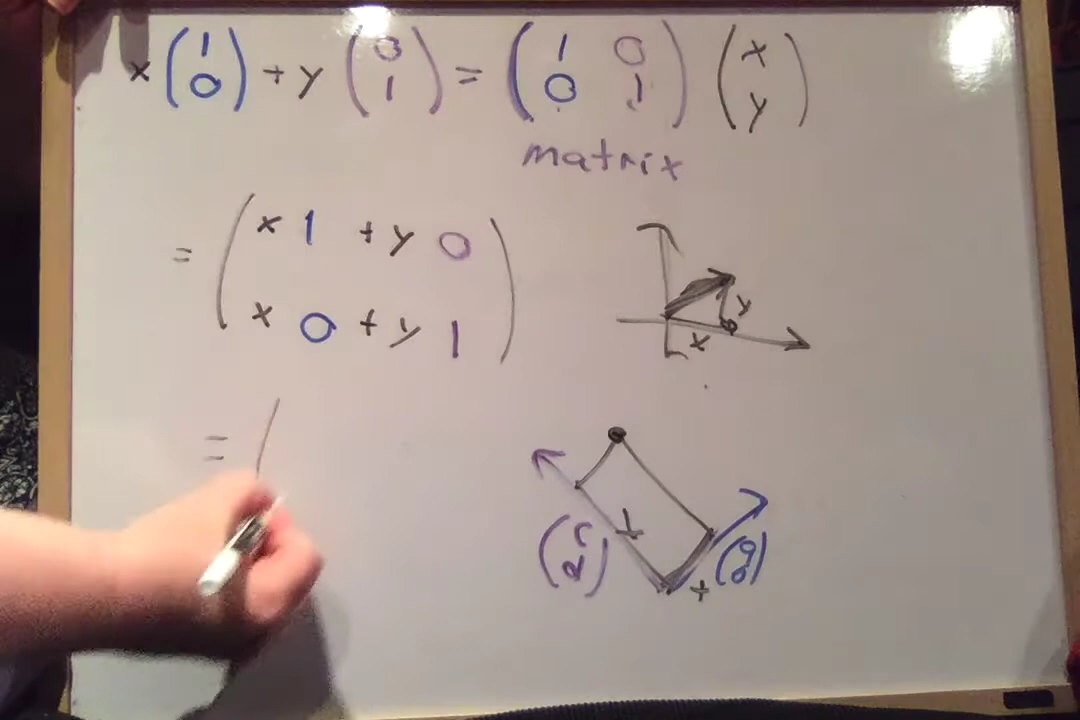 x (1 0) + y (0 1) = (1 0 0 1) (x y)
matrix
= (x 1 + y 0
x 0 + y 1)
y
x
= (